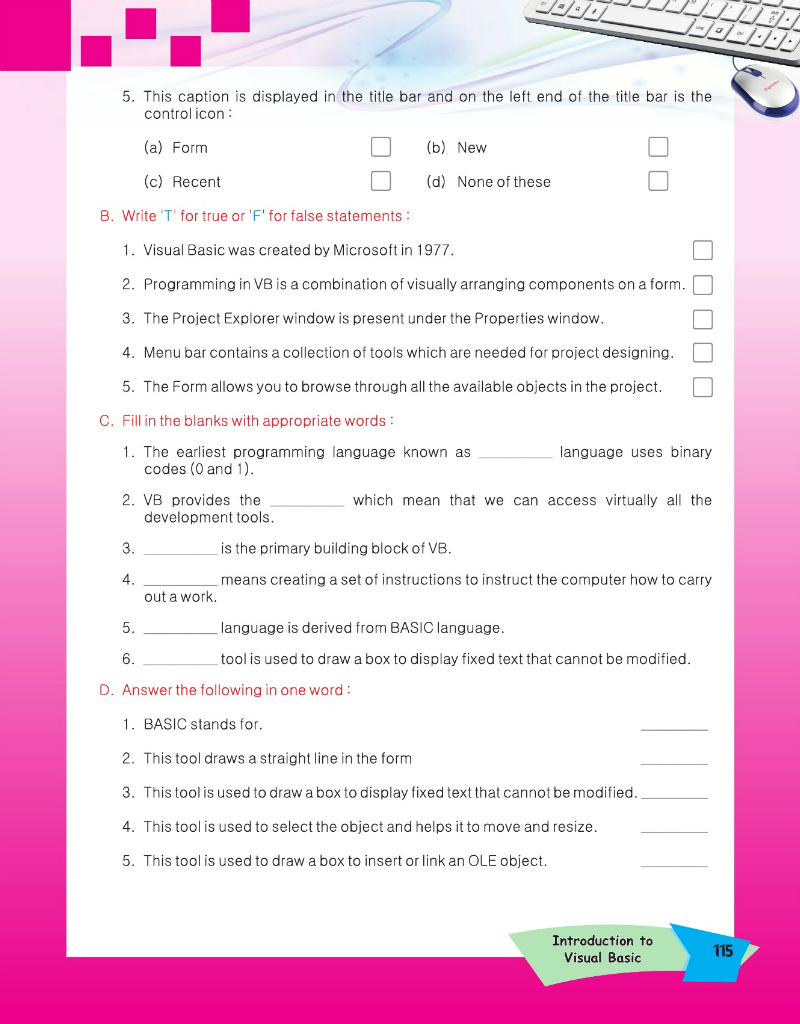 5. This caption is displayed in the title bar and on the left end of the title bar is the
control icon :
(a) Form (b) New
(c) Recent (d) None of these
B. Write 'T' for true or 'F' for false statements :
1. Visual Basic was created by Microsoft in 1977.
2. Programming in VB is a combination of visually arranging components on a form.
3. The Project Explorer window is present under the Properties window.
4. Menu bar contains a collection of tools which are needed for project designing.
5. The Form allows you to browse through all the available objects in the project.
C. Fill in the blanks with appropriate words :
1. The earliest programming language known as __________ language uses binary
codes (0 and 1).
2. VB provides the __________ which mean that we can access virtually all the
development tools.
3. __________ is the primary building block of VB.
4. __________ means creating a set of instructions to instruct the computer how to carry
out a work.
5. __________ language is derived from BASIC language.
6. __________ tool is used to draw a box to display fixed text that cannot be modified.
D. Answer the following in one word :
1. BASIC stands for. __________
2. This tool draws a straight line in the form __________
3. This tool is used to draw a box to display fixed text that cannot be modified. __________
4. This tool is used to select the object and helps it to move and resize. __________
5. This tool is used to draw a box to insert or link an OLE object. __________
Introduction to
Visual Basic
115